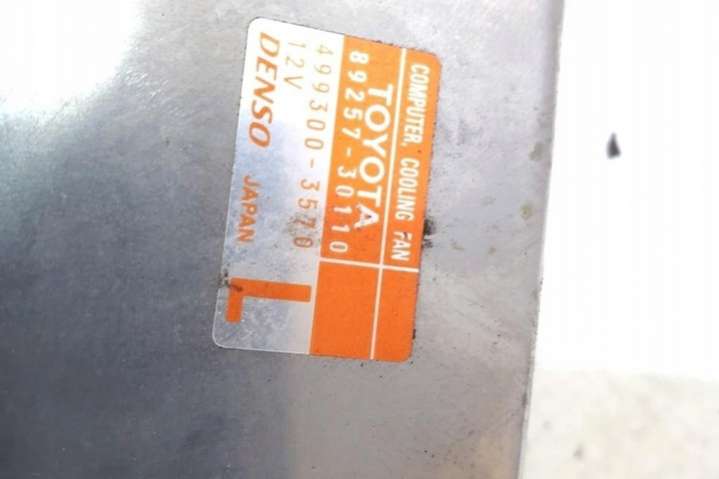 COMPUTER, COOLING FAN
TOYOTA
89257-30110
499300-3570
12V
DENSO JAPAN
L